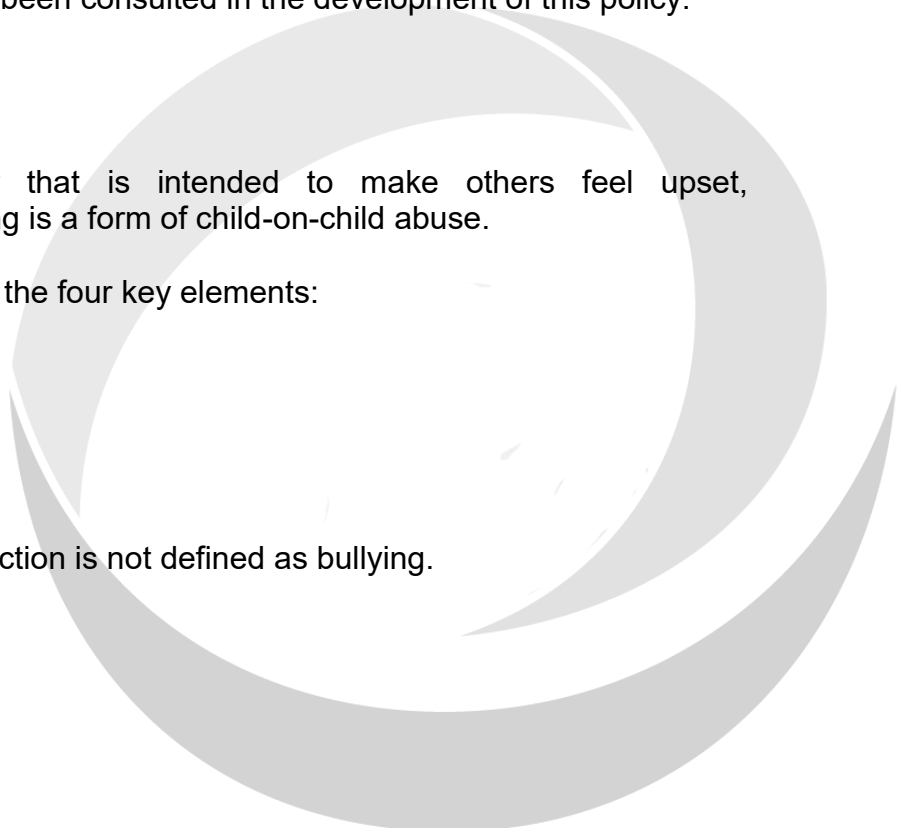 been consulted in the development of this policy.
that is intended to make others feel upset,
g is a form of child-on-child abuse.
the four key elements:
ction is not defined as bullying.